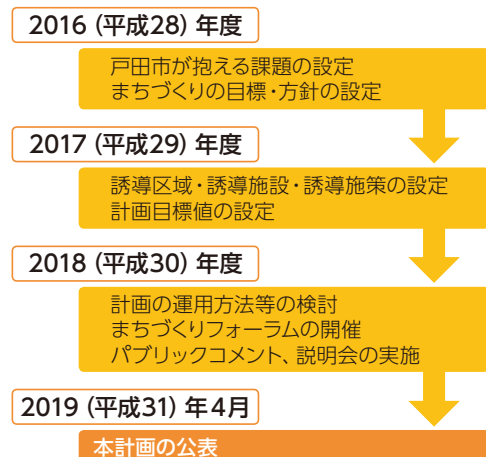 2016（平成28）年度
戸田市が抱える課題の設定
まちづくりの目標・方針の設定
2017（平成29）年度
誘導区域・誘導施設・誘導施策の設定
計画目標値の設定
2018（平成30）年度
計画の運用方法等の検討
まちづくりフォーラムの開催
パブリックコメント、説明会の実施
2019（平成31）年4月
本計画の公表